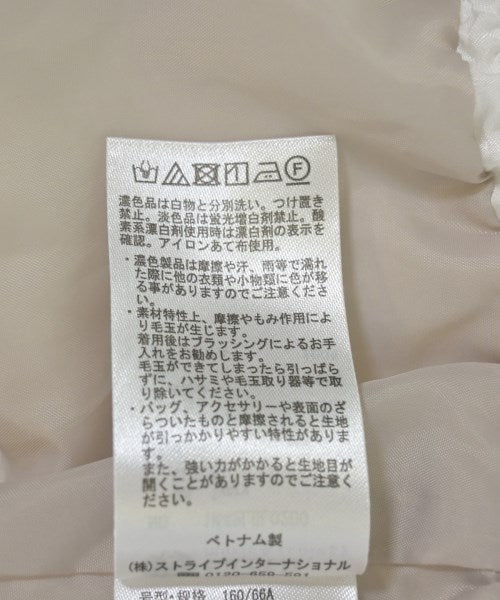 F
濃色品は白物と分別洗い。つけ置き
禁止。淡色品は蛍光増白剤禁止。酸
素系漂白剤使用時は漂白剤の表示を
確認。アイロンあて布使用。
・濃色製品は摩擦や汗、雨等で濡れ
た際に他の衣類や小物類に色が移
る事がありますのでご注意くださ
い。
・素材特性上、摩擦やもみ作用によ
り毛玉が生じます。
着用後はブラッシングによるお手
入れをお勧めします。
毛玉ができてしまったら引っぱら
ずに、ハサミや毛玉取り器等で取
り除いてください。
・バッグ、アクセサリーや表面のざ
らついたものと摩擦されると生地
が引っかかりやすい特性がありま
す。
また、強い力がかかると生地目が
開くことがありますのでご注意く
ださい。
ベトナム製
(株)ストライプインターナショナル
0120-659-591
号型・规格 160/66A